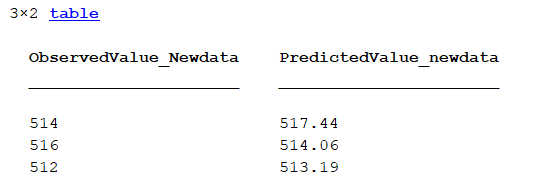 3×2 table
ObservedValue_Newdata PredictedValue_newdata
514 517.44
516 514.06
512 513.19